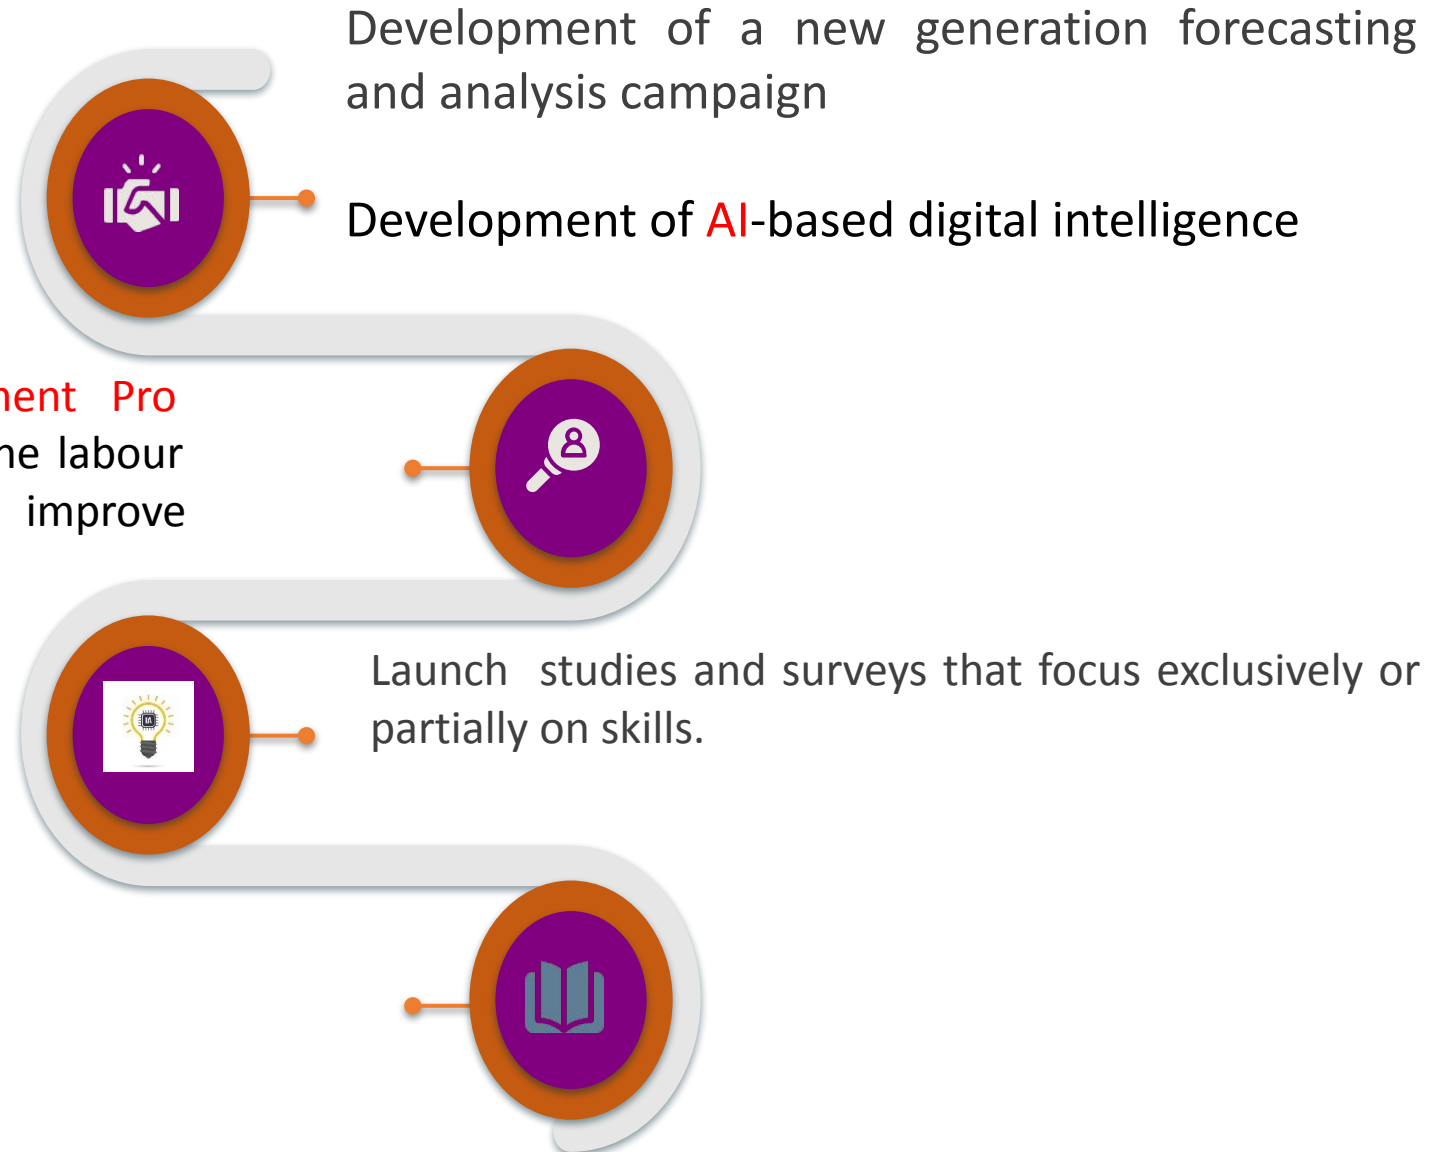 Development of a new generation forecasting
and analysis campaign
Development of AI-based digital intelligence
Pro
labour
improve
Launch studies and surveys that focus exclusively or
partially on skills.